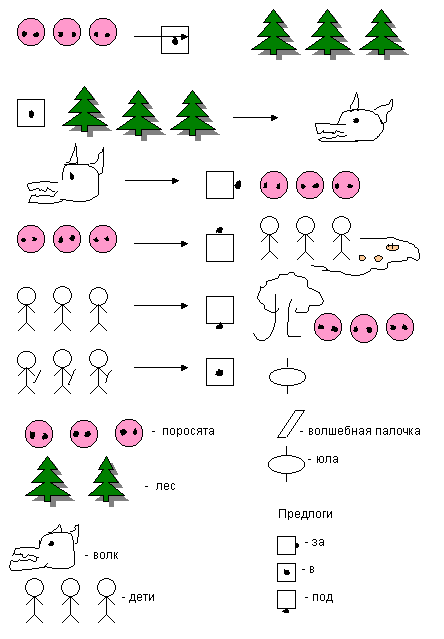 - поросята
- волшебная палочка
- юла
- лес
Предлоги
- за
- волк
- в
- дети
- под